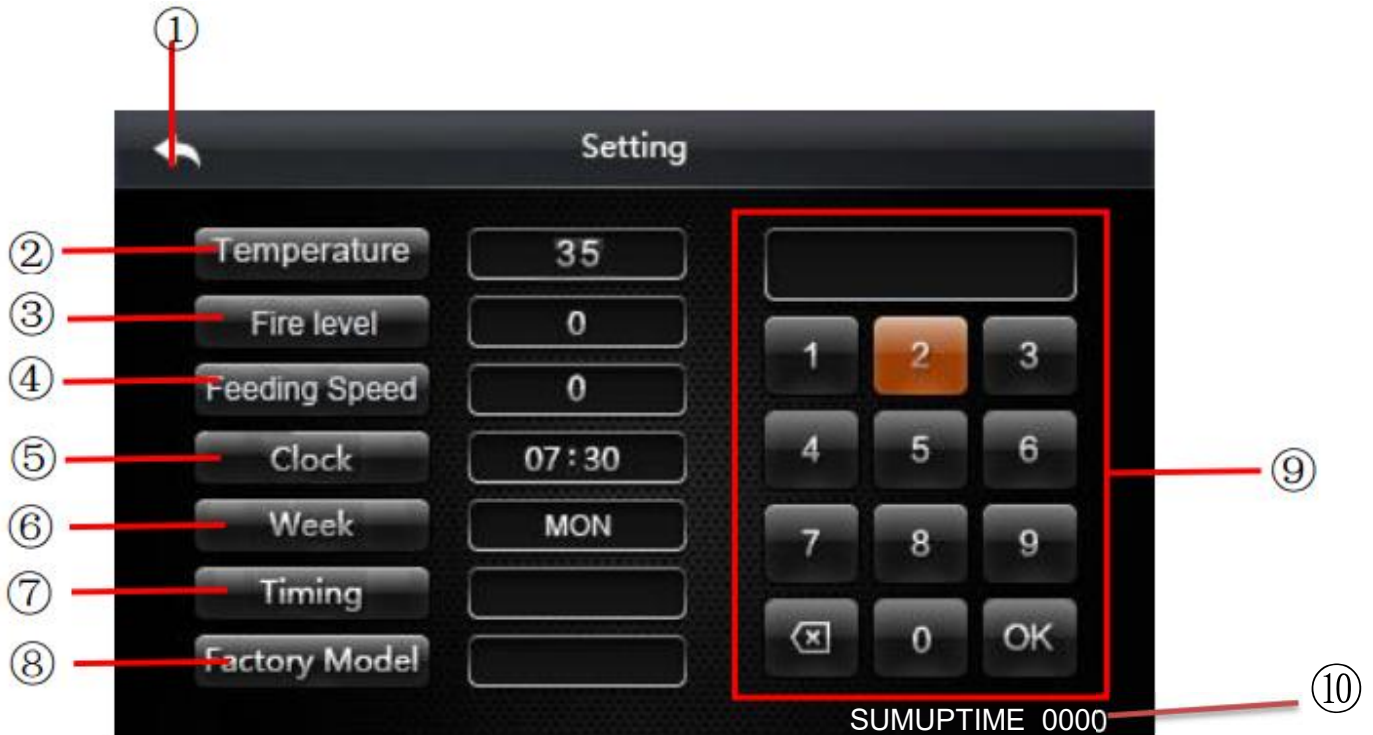 ①
Setting
② Temperature 35
③ Fire level 0
④ Feeding Speed 0
⑤ Clock 07:30
⑥ Week MON
⑦ Timing
⑧ Factory Model
1 2 3
4 5 6
7 8 9
0 OK
⑨
SUMUPTIME 0000
⑩